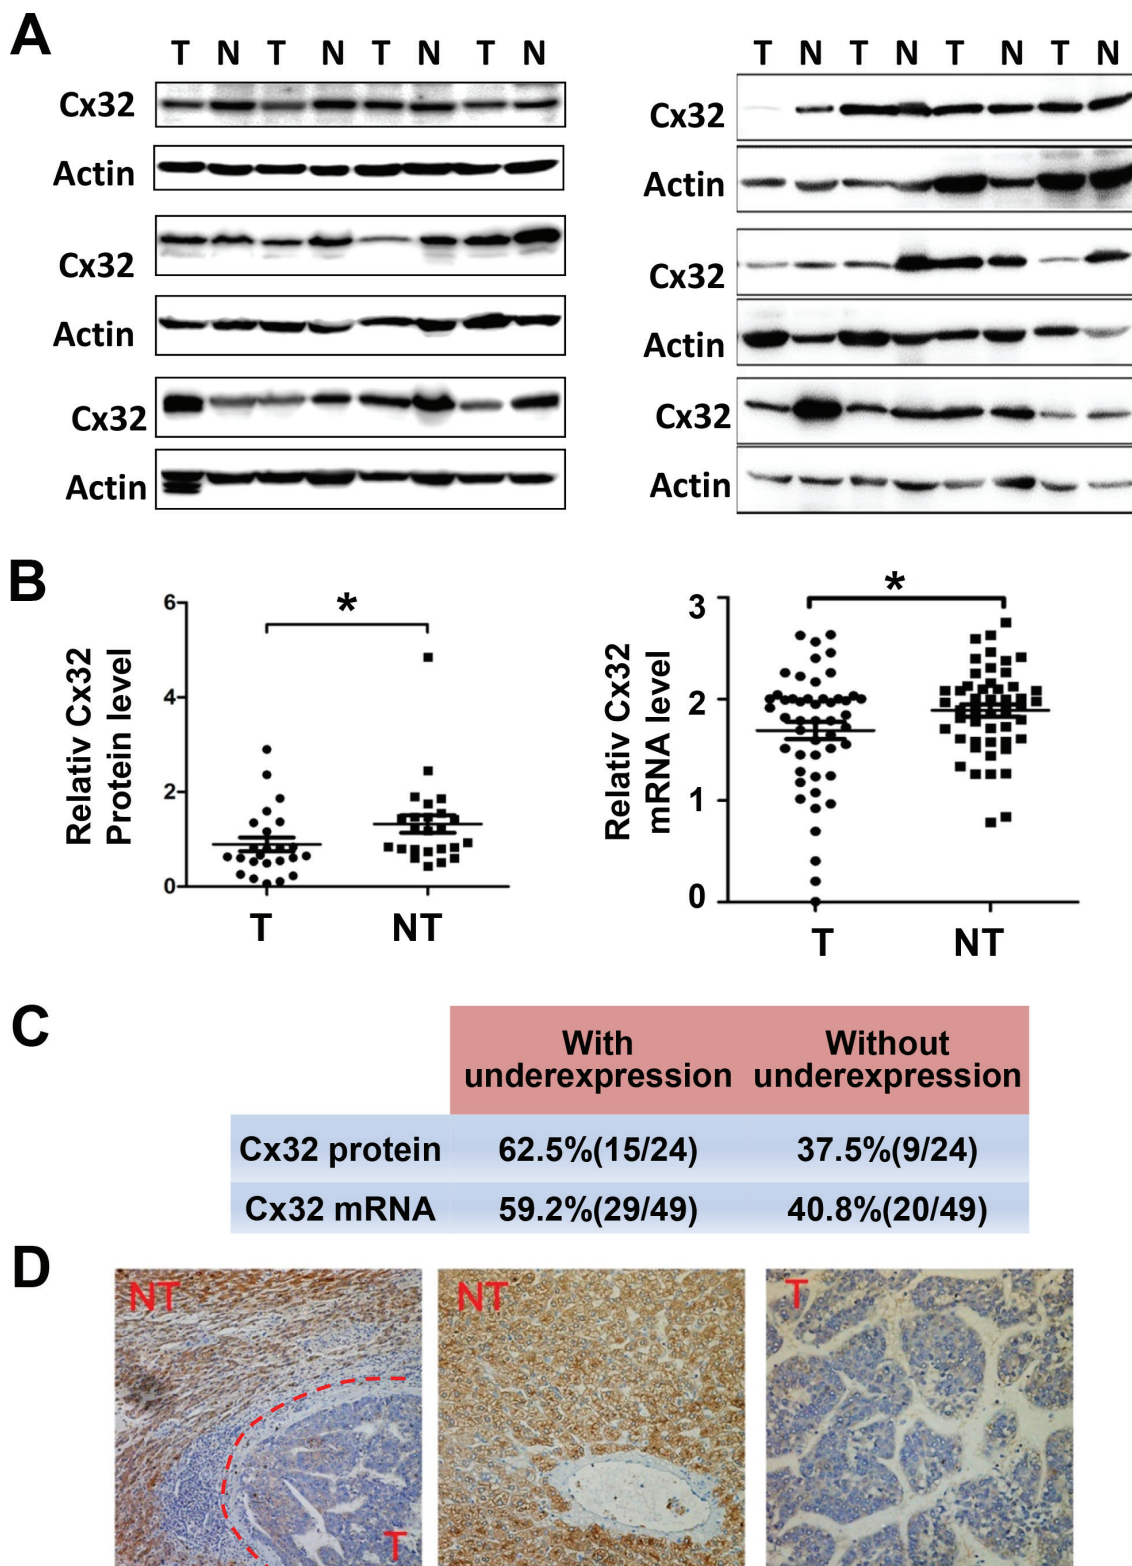 A
T N T N T N T N
T N T N T N T N
Cx32
Actin
Cx32
Actin
Cx32
Actin
Cx32
Actin
Cx32
Actin
Cx32
Actin
B
Relativ Cx32
Protein level
6
4
2
0
*
T NT
Relativ Cx32
mRNA level
3
2
1
0
*
T NT
C
With
underexpression
Without
underexpression
Cx32 protein 62.5%(15/24) 37.5%(9/24)
Cx32 mRNA 59.2%(29/49) 40.8%(20/49)
D
NT
T
NT
T